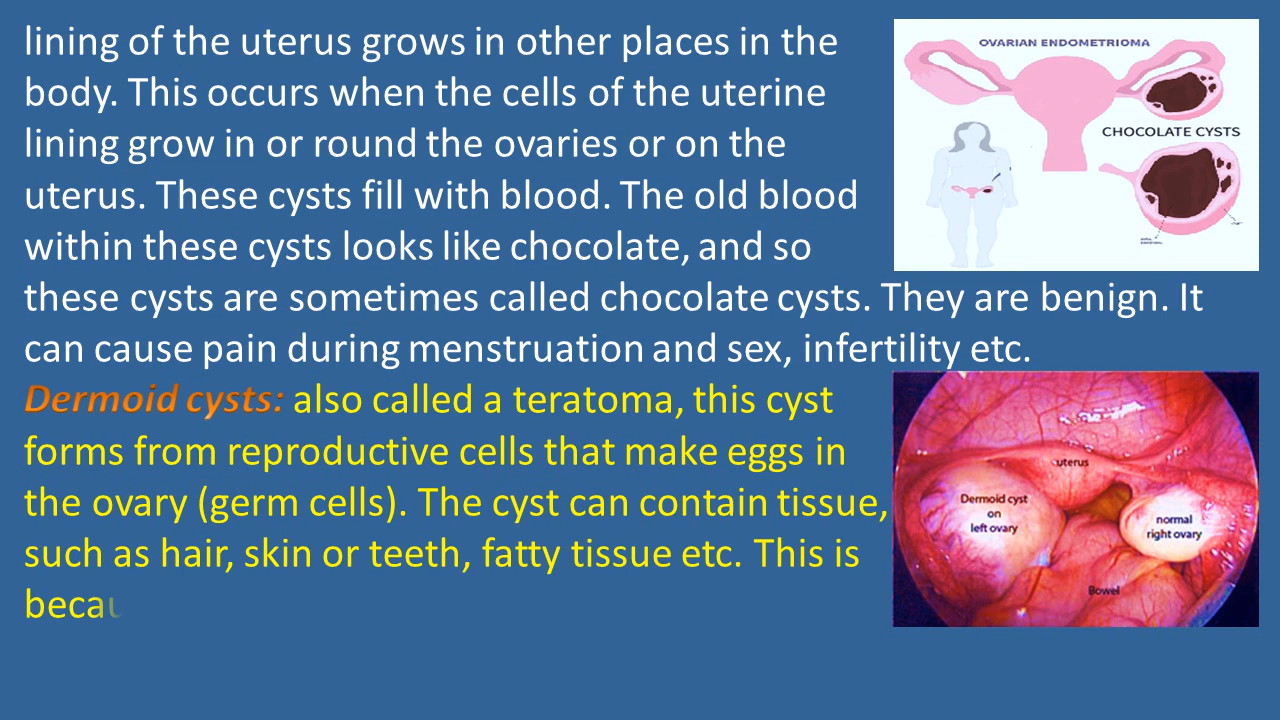 lining of the uterus grows in other places in the
body. This occurs when the cells of the uterine
lining grow in or round the ovaries or on the
uterus. These cysts fill with blood. The old blood
within these cysts looks like chocolate, and so
these cysts are sometimes called chocolate cysts. They are benign. It
can cause pain during menstruation and sex, infertility etc.
Dermoid cysts: also called a teratoma, this cyst
forms from reproductive cells that make eggs in
the ovary (germ cells). The cyst can contain tissue,
such as hair, skin or teeth, fatty tissue etc. This is
becau
OVARIAN ENDOMETRIOMA
CHOCOLATE CYSTS
uterus
Dermoid cyst
on
left ovary
normal
right ovary
Bowel